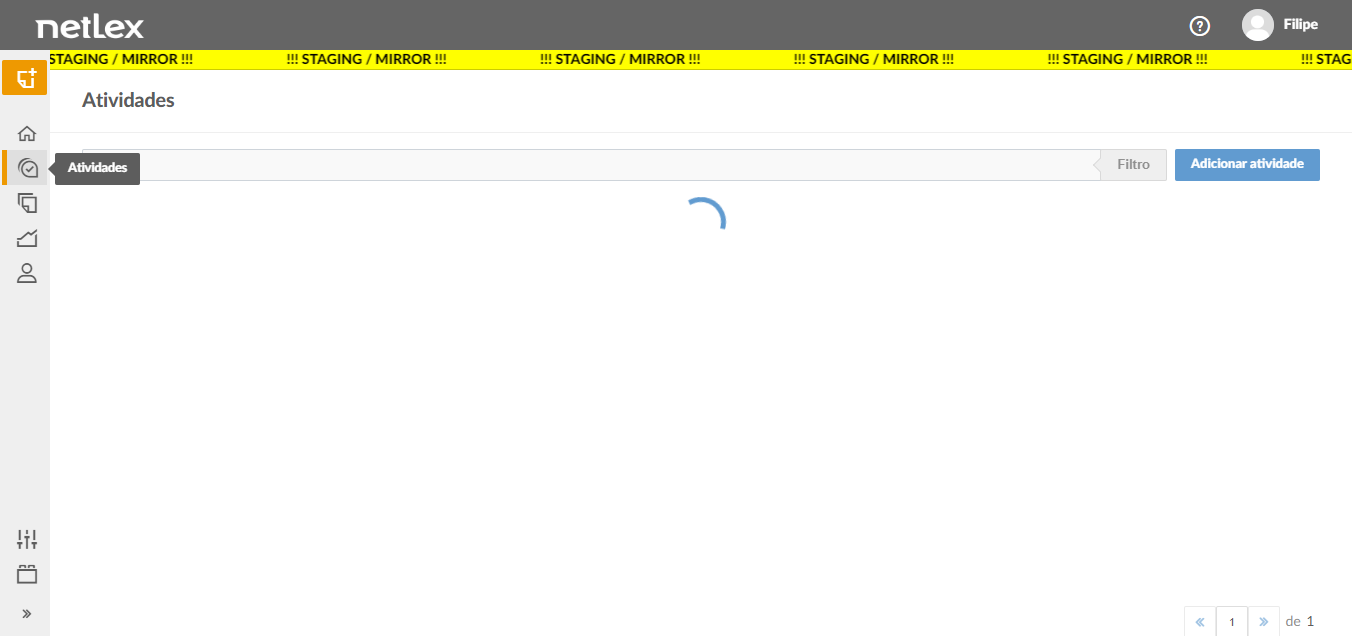 netlex
Filipe
STAGING / MIRROR !!! !!! STAGING / MIRROR !!! !!! STAGING / MIRROR !!! !!! STAGING / MIRROR !!! !!! STAGING / MIRROR !!! !!! STAG
Atividades
Atividades
Filtro
Adicionar atividade
« 1 » de 1